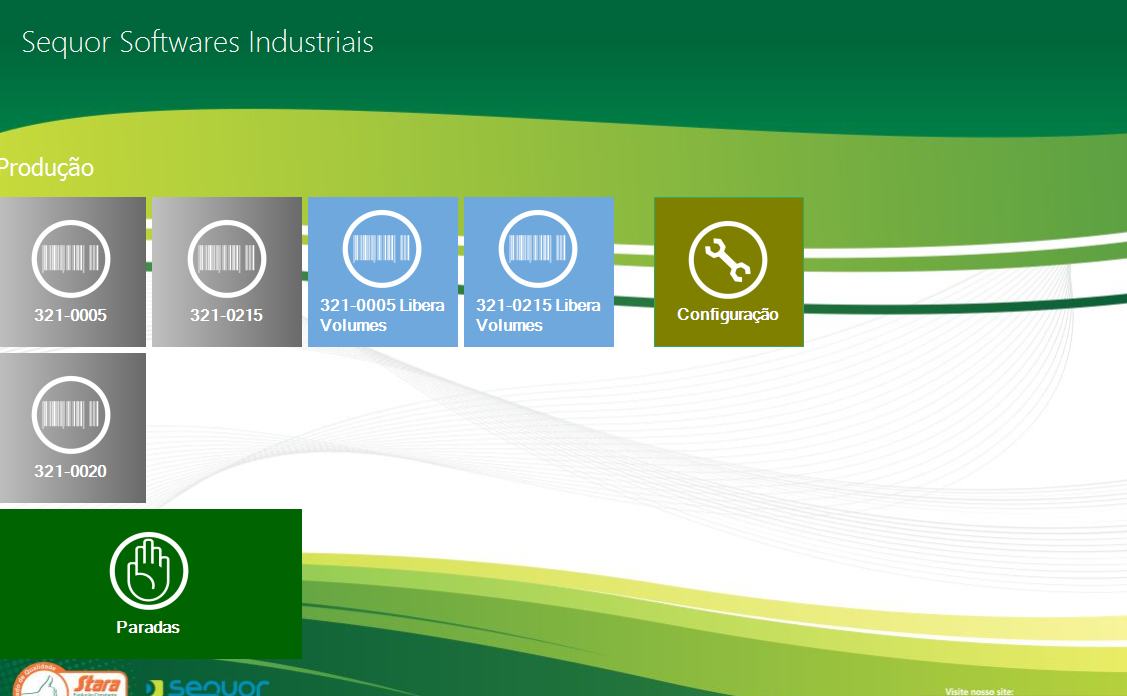 Sequor Softwares Industriais
Produção
321-0005
321-0215
321-0005 Libera
Volumes
321-0215 Libera
Volumes
Configuração
321-0020
Paradas
Stara
sequor
Visite nosso site: